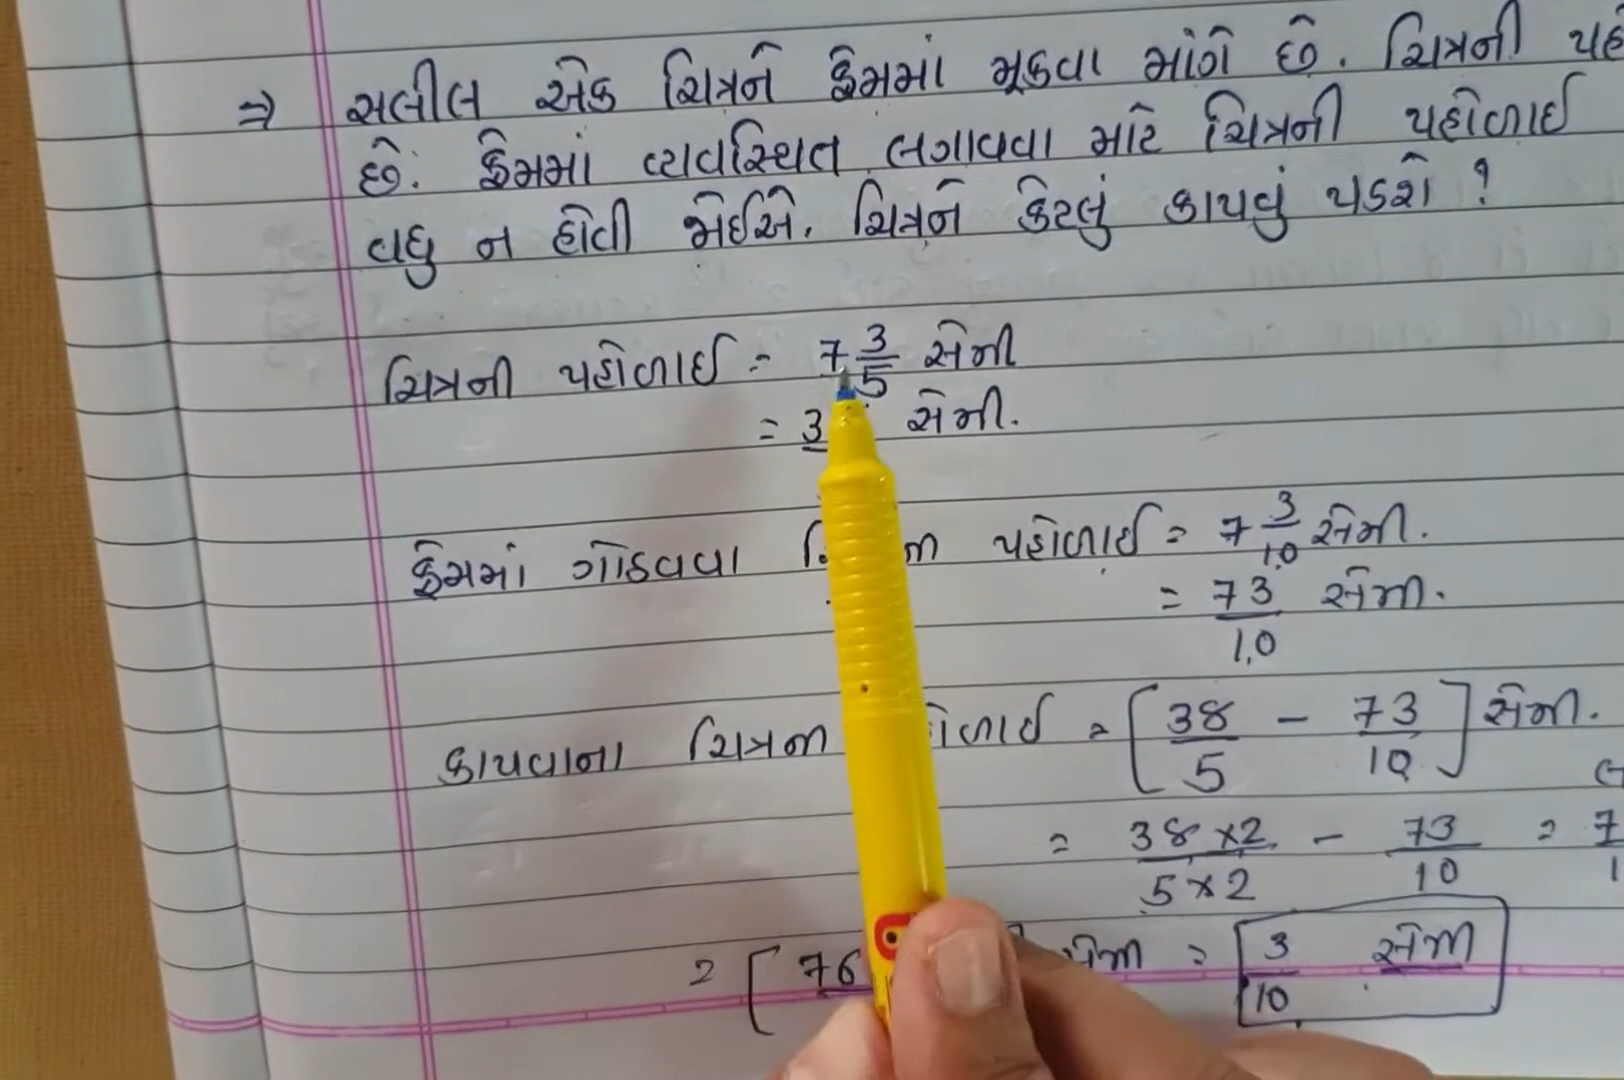 ⇒ સલીલ એક ચિત્રને ફ્રેમમાં મૂકવા માંગે છે. ચિત્રની
છે. ફ્રેમમાં વ્યવસ્થિત લગાવવા માટે ચિત્રની પહોળાઈ
વધુ ન હોવી જોઈએ. ચિત્રને કેટલું કાપવું પડશે ?
ચિત્રની પહોળાઈ = 7 3/5 સેમી
= 3 સેમી.
ફ્રેમમાં ગોઠવવા પહોળાઈ = 7 3/10 સેમી.
= 73/10 સેમી.
કાપવાના ચિત્રની = [38/5 - 73/10] સેમી.
= 38×2/5×2 - 73/10 =
= [76 સેમી = 3/10 સેમી